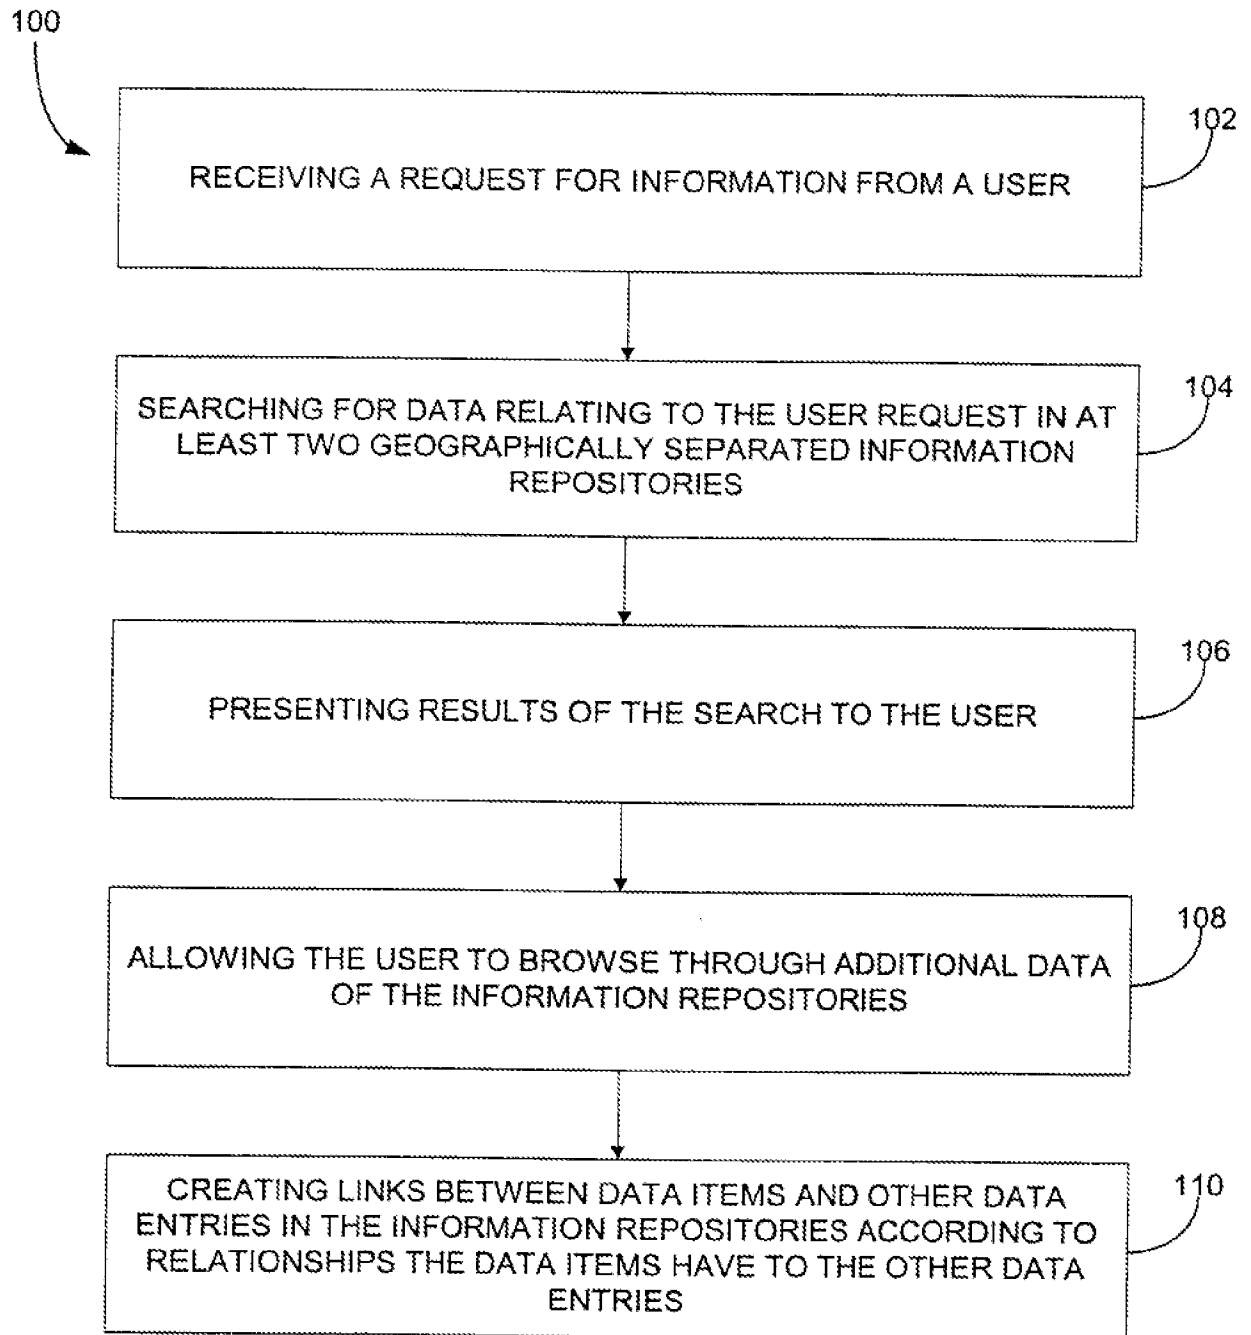 100
102
RECEIVING A REQUEST FOR INFORMATION FROM A USER
104
SEARCHING FOR DATA RELATING TO THE USER REQUEST IN AT
LEAST TWO GEOGRAPHICALLY SEPARATED INFORMATION
REPOSITORIES
106
PRESENTING RESULTS OF THE SEARCH TO THE USER
108
ALLOWING THE USER TO BROWSE THROUGH ADDITIONAL DATA
OF THE INFORMATION REPOSITORIES
110
CREATING LINKS BETWEEN DATA ITEMS AND OTHER DATA
ENTRIES IN THE INFORMATION REPOSITORIES ACCORDING TO
RELATIONSHIPS THE DATA ITEMS HAVE TO THE OTHER DATA
ENTRIES